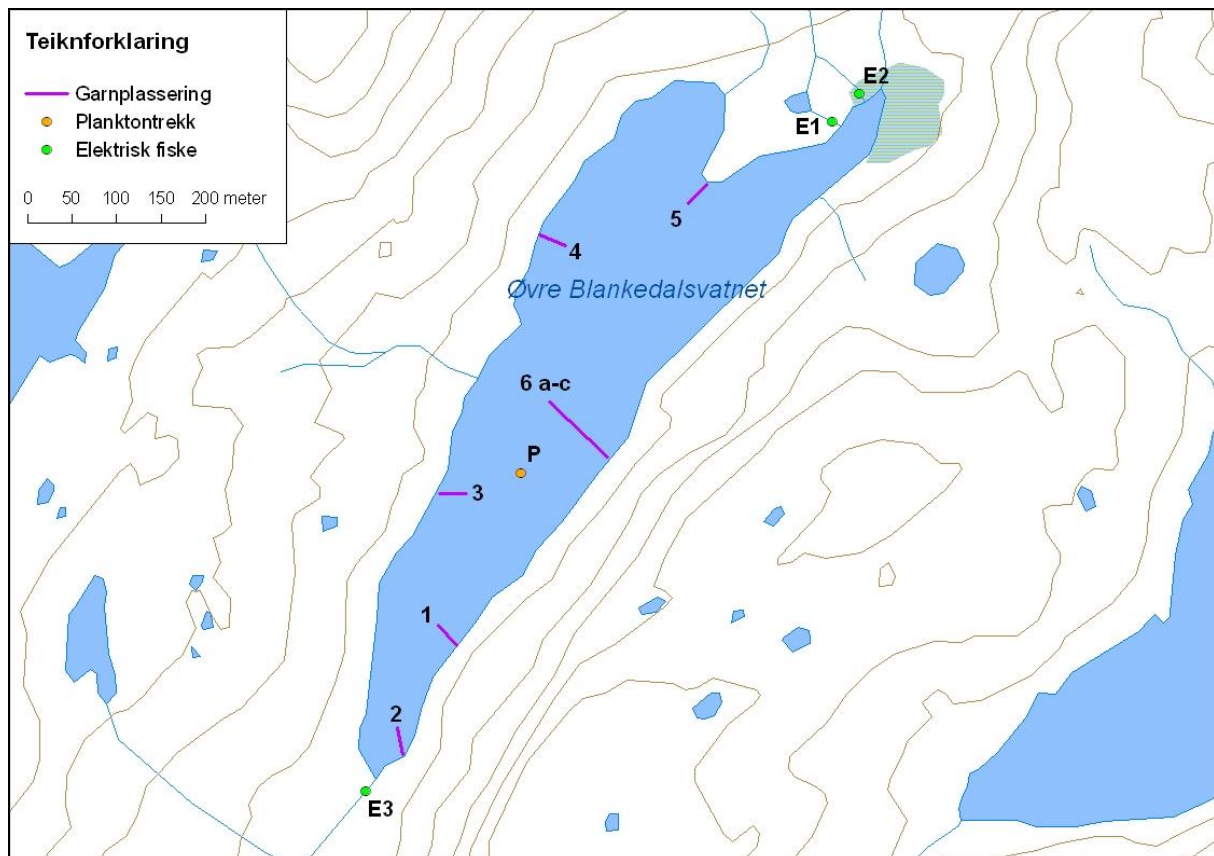 Teiknforklaring
Garnplassering
Planktontrekk
Elektrisk fiske
0 50 100 150 200 meter
E2
E1
5
4
Øvre Blankedalsvatnet
6 a-c
P
3
1
2
E3